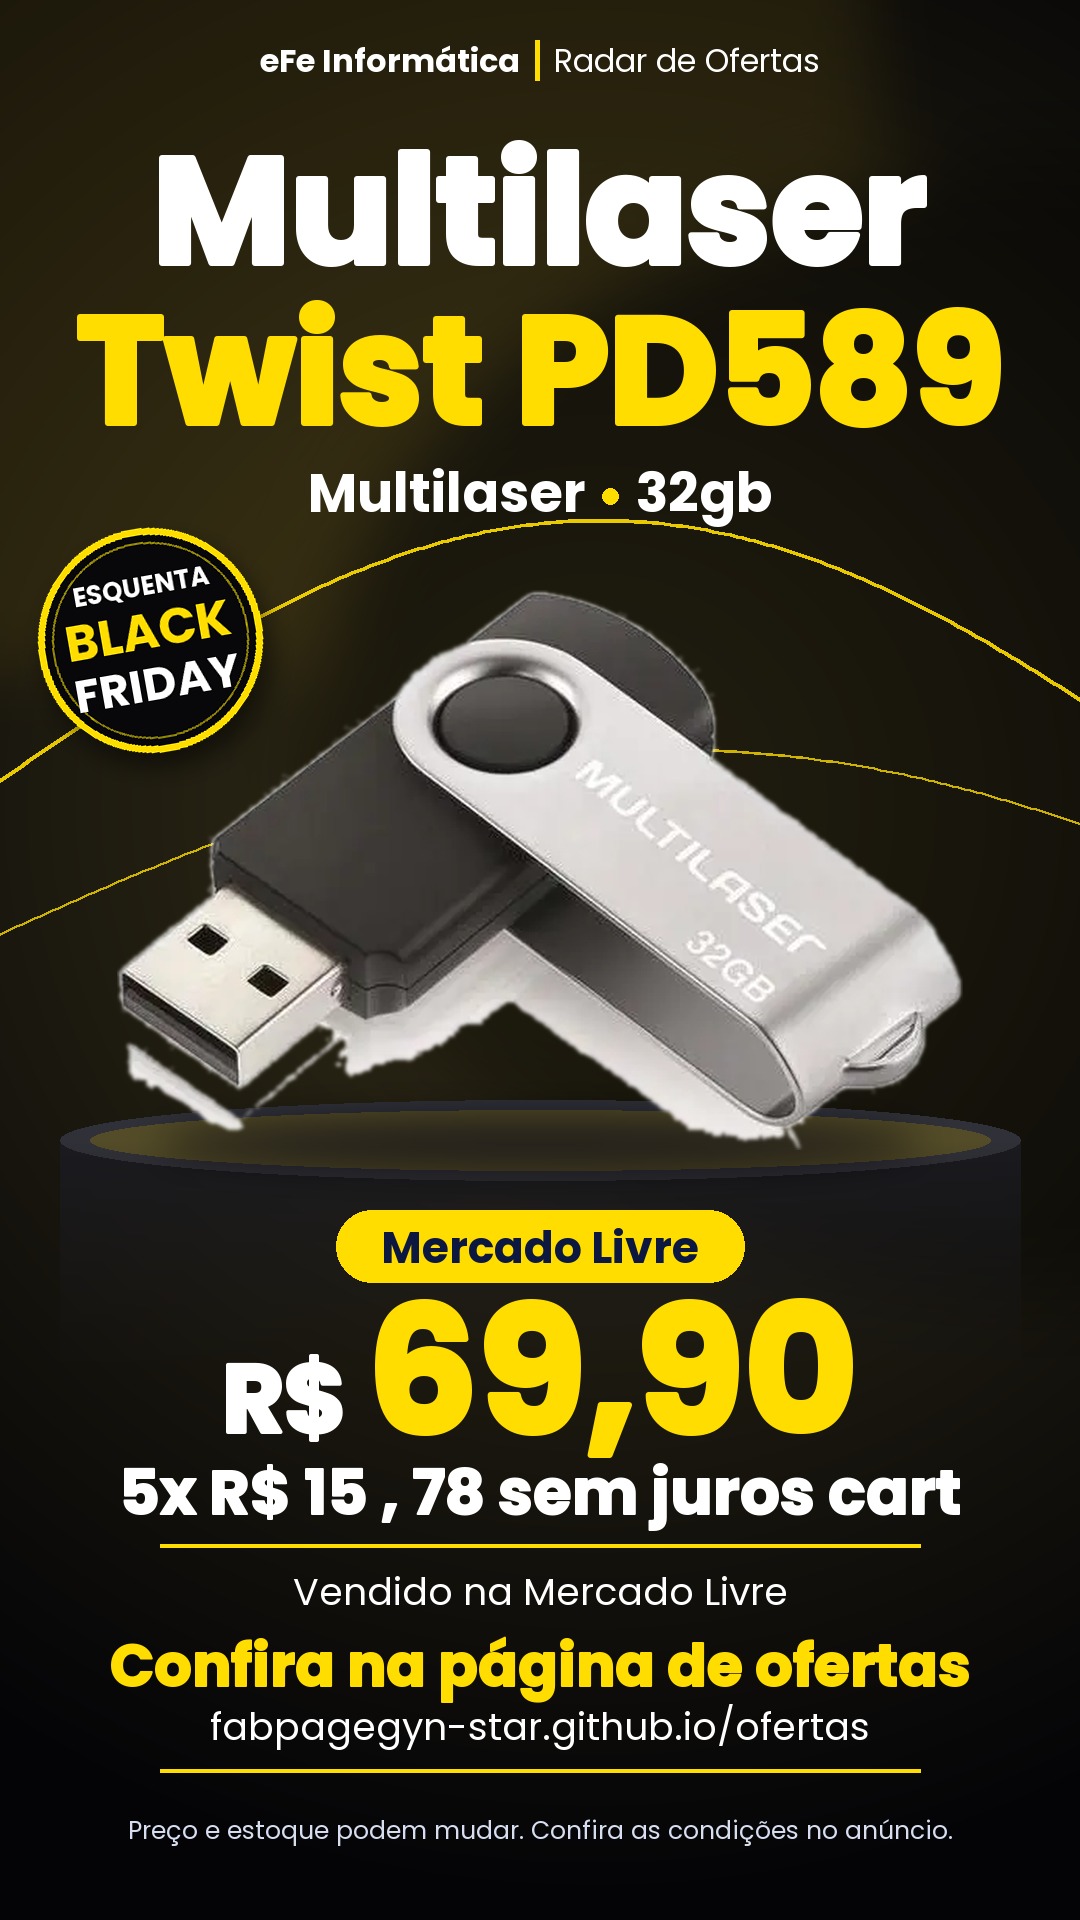 eFe Informática | Radar de Ofertas
Multilaser
Twist PD589
Multilaser • 32gb
ESQUENTA
BLACK
FRIDAY
MULTILASER
32GB
Mercado Livre
R$ 69,90
5x R$ 15 , 78 sem juros cart
Vendido na Mercado Livre
Confira na página de ofertas
fabpagegyn-star.github.io/ofertas
Preço e estoque podem mudar. Confira as condições no anúncio.